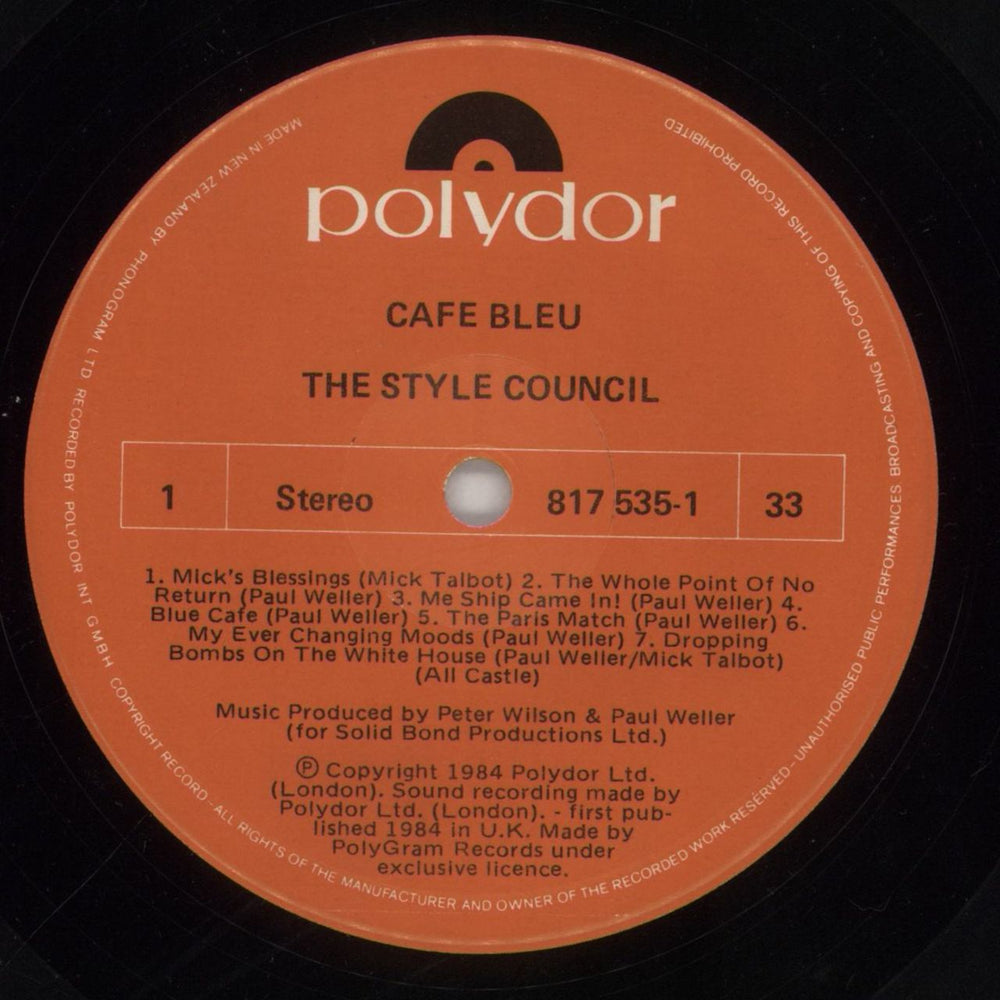 polydor
CAFE BLEU
THE STYLE COUNCIL
1 Stereo 817 535-1 33
1. Mick's Blessings (Mick Talbot) 2. The Whole Point Of No
Return (Paul Weller) 3. Me Ship Came In! (Paul Weller) 4.
Blue Cafe (Paul Weller) 5. The Paris Match (Paul Weller) 6.
My Ever Changing Moods (Paul Weller) 7. Dropping
Bombs On The White House (Paul Weller/Mick Talbot)
(All Castle)
Music Produced by Peter Wilson & Paul Weller
(for Solid Bond Productions Ltd.)
Ⓟ Copyright 1984 Polydor Ltd.
(London). Sound recording made by
Polydor Ltd. (London). - first pub-
lished 1984 in U.K. Made by
PolyGram Records under
exclusive licence.
MADE IN NEW ZEALAND BY PHONOGRAM LTD RECORDED BY POLYDOR INT GMBH COPYRIGHT RECORD - ALL RIGHTS OF THE MANUFACTURER AND OWNER OF THE RECORDED WORK RESERVED - UNAUTHORISED PUBLIC PERFORMANCES BROADCASTING AND COPYING OF THIS RECORD PROHIBITED